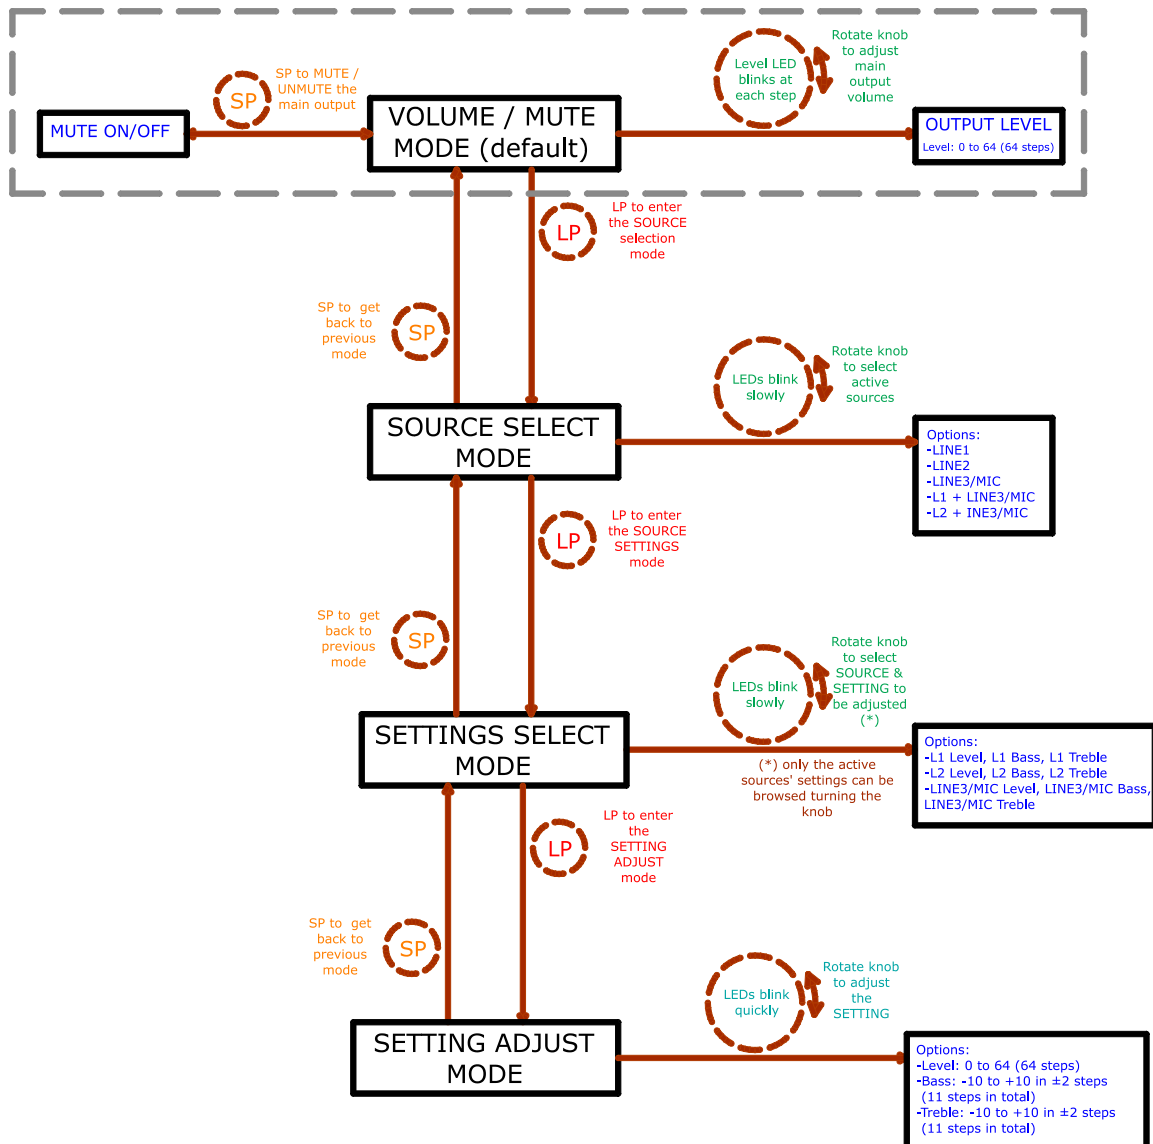 SP to MUTE /
UNMUTE the
main output
SP
MUTE ON/OFF
VOLUME / MUTE
MODE (default)
Level LED
blinks at
each step
Rotate knob
to adjust
main
output
volume
OUTPUT LEVEL
Level: 0 to 64 (64 steps)
LP
LP to enter
the SOURCE
selection
mode
SP to  get
back to
previous
mode
SP
SOURCE SELECT
MODE
LEDs blink
slowly
Rotate knob
to select
active
sources
Options:
-LINE1
-LINE2
-LINE3/MIC
-L1 + LINE3/MIC
-L2 + INE3/MIC
LP
LP to enter
the SOURCE
SETTINGS
mode
SP to  get
back to
previous
mode
SP
SETTINGS SELECT
MODE
LEDs blink
slowly
Rotate knob
to select
SOURCE &
SETTING to
be adjusted
(*)
(*) only the active
sources' settings can be
browsed turning the
knob
Options:
-L1 Level, L1 Bass, L1 Treble
-L2 Level, L2 Bass, L2 Treble
-LINE3/MIC Level, LINE3/MIC Bass,
LINE3/MIC Treble
LP
LP to enter
the
SETTING
ADJUST
mode
SP to  get
back to
previous
mode
SP
SETTING ADJUST
MODE
LEDs blink
quickly
Rotate knob
to adjust
the
SETTING
Options:
-Level: 0 to 64 (64 steps)
-Bass: -10 to +10 in ±2 steps
(11 steps in total)
-Treble: -10 to +10 in ±2 steps
(11 steps in total)